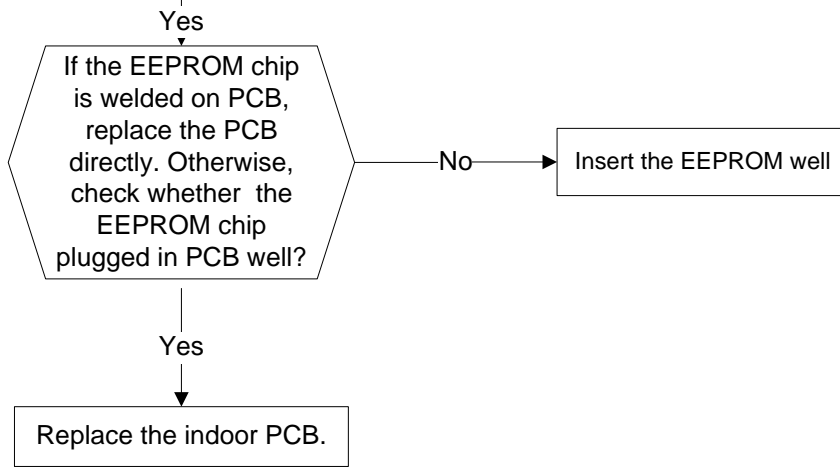 Yes
If the EEPROM chip
is welded on PCB,
replace the PCB
directly. Otherwise,
check whether the
EEPROM chip
plugged in PCB well?
No
Insert the EEPROM well
Yes
Replace the indoor PCB.